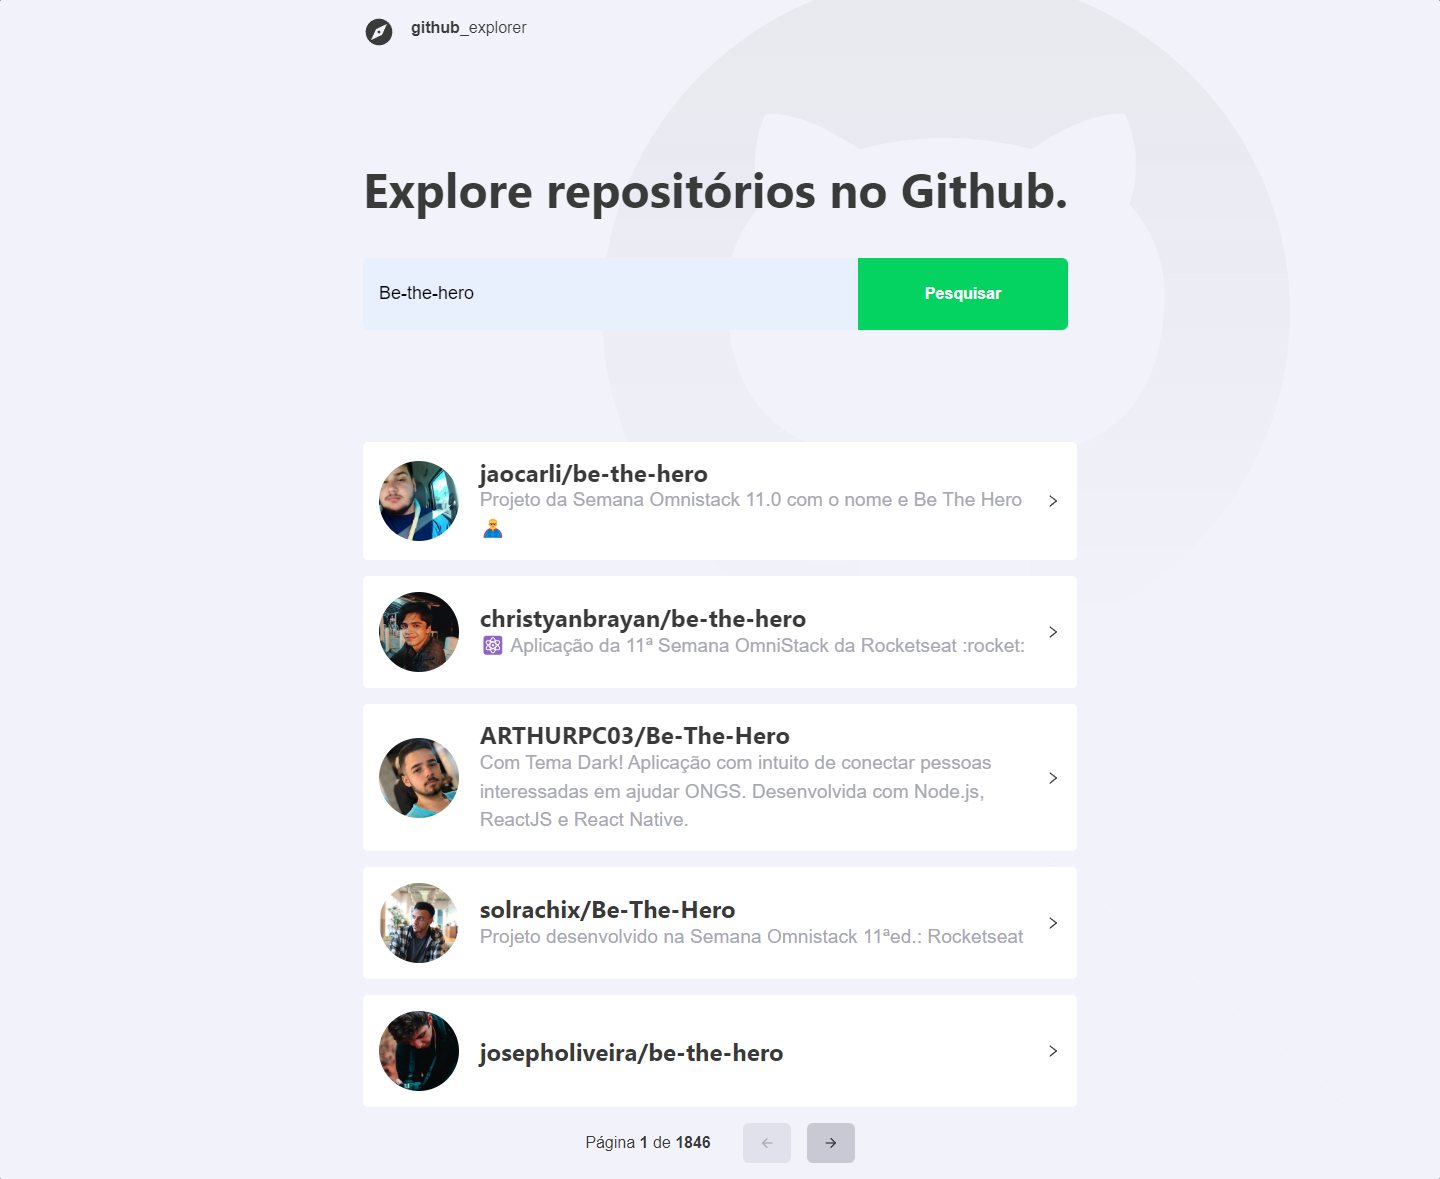 github_explorer
Explore repositórios no Github.
Be-the-hero
Pesquisar
jaocarli/be-the-hero
Projeto da Semana Omnistack 11.0 com o nome e Be The Hero
🦸‍♂️
christyanbrayan/be-the-hero
⚛️ Aplicação da 11ª Semana OmniStack da Rocketseat :rocket:
ARTHURPC03/Be-The-Hero
Com Tema Dark! Aplicação com intuito de conectar pessoas
interessadas em ajudar ONGS. Desenvolvida com Node.js,
ReactJS e React Native.
solrachix/Be-The-Hero
Projeto desenvolvido na Semana Omnistack 11ªed.: Rocketseat
josepholiveira/be-the-hero
Página 1 de 1846